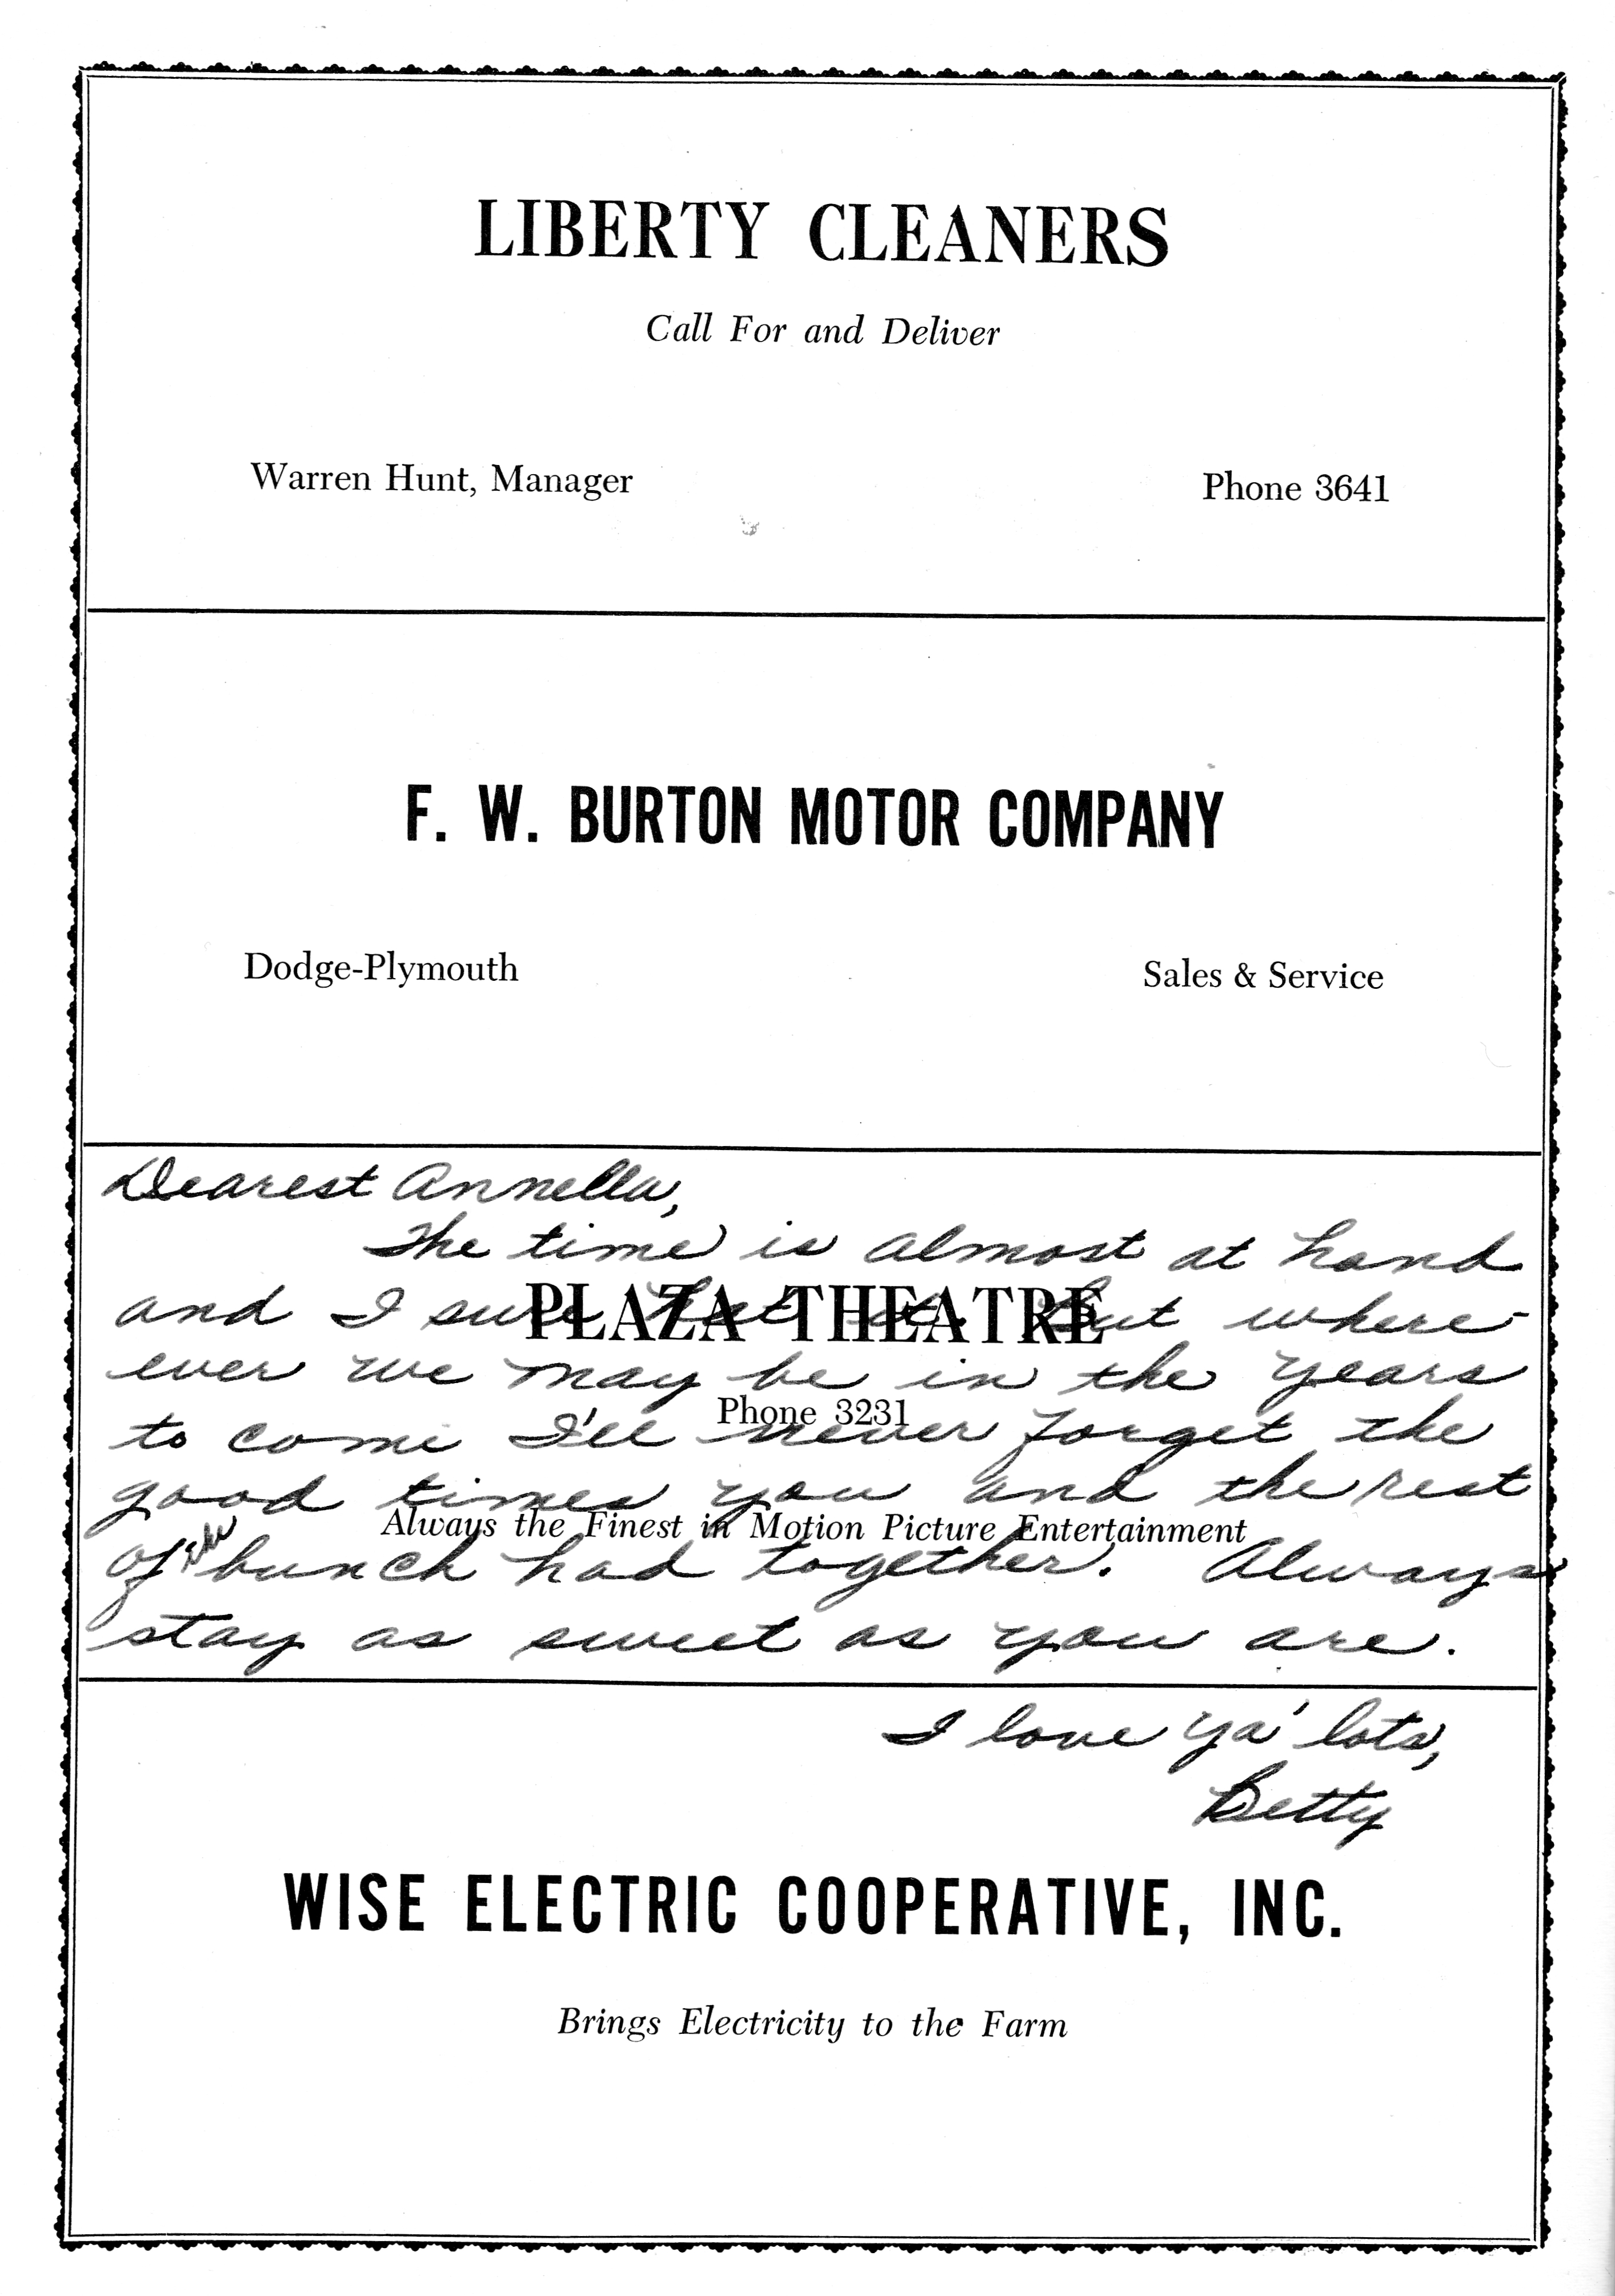 LIBERTY CLEANERS
Call For and Deliver
Warren Hunt, Manager Phone 3641
F. W. BURTON MOTOR COMPANY
Dodge-Plymouth Sales & Service
Dearest Annella,
The time is almost at hand
and I sure hate it. But where-
PLAZA THEATRE
ever we may be in the years
Phone 3231
to come I'll never forget the
good times you and the rest
Always the Finest in Motion Picture Entertainment
of the bunch had together. Always
stay as sweet as you are.
I love ya' lots,
Betty
WISE ELECTRIC COOPERATIVE, INC.
Brings Electricity to the Farm